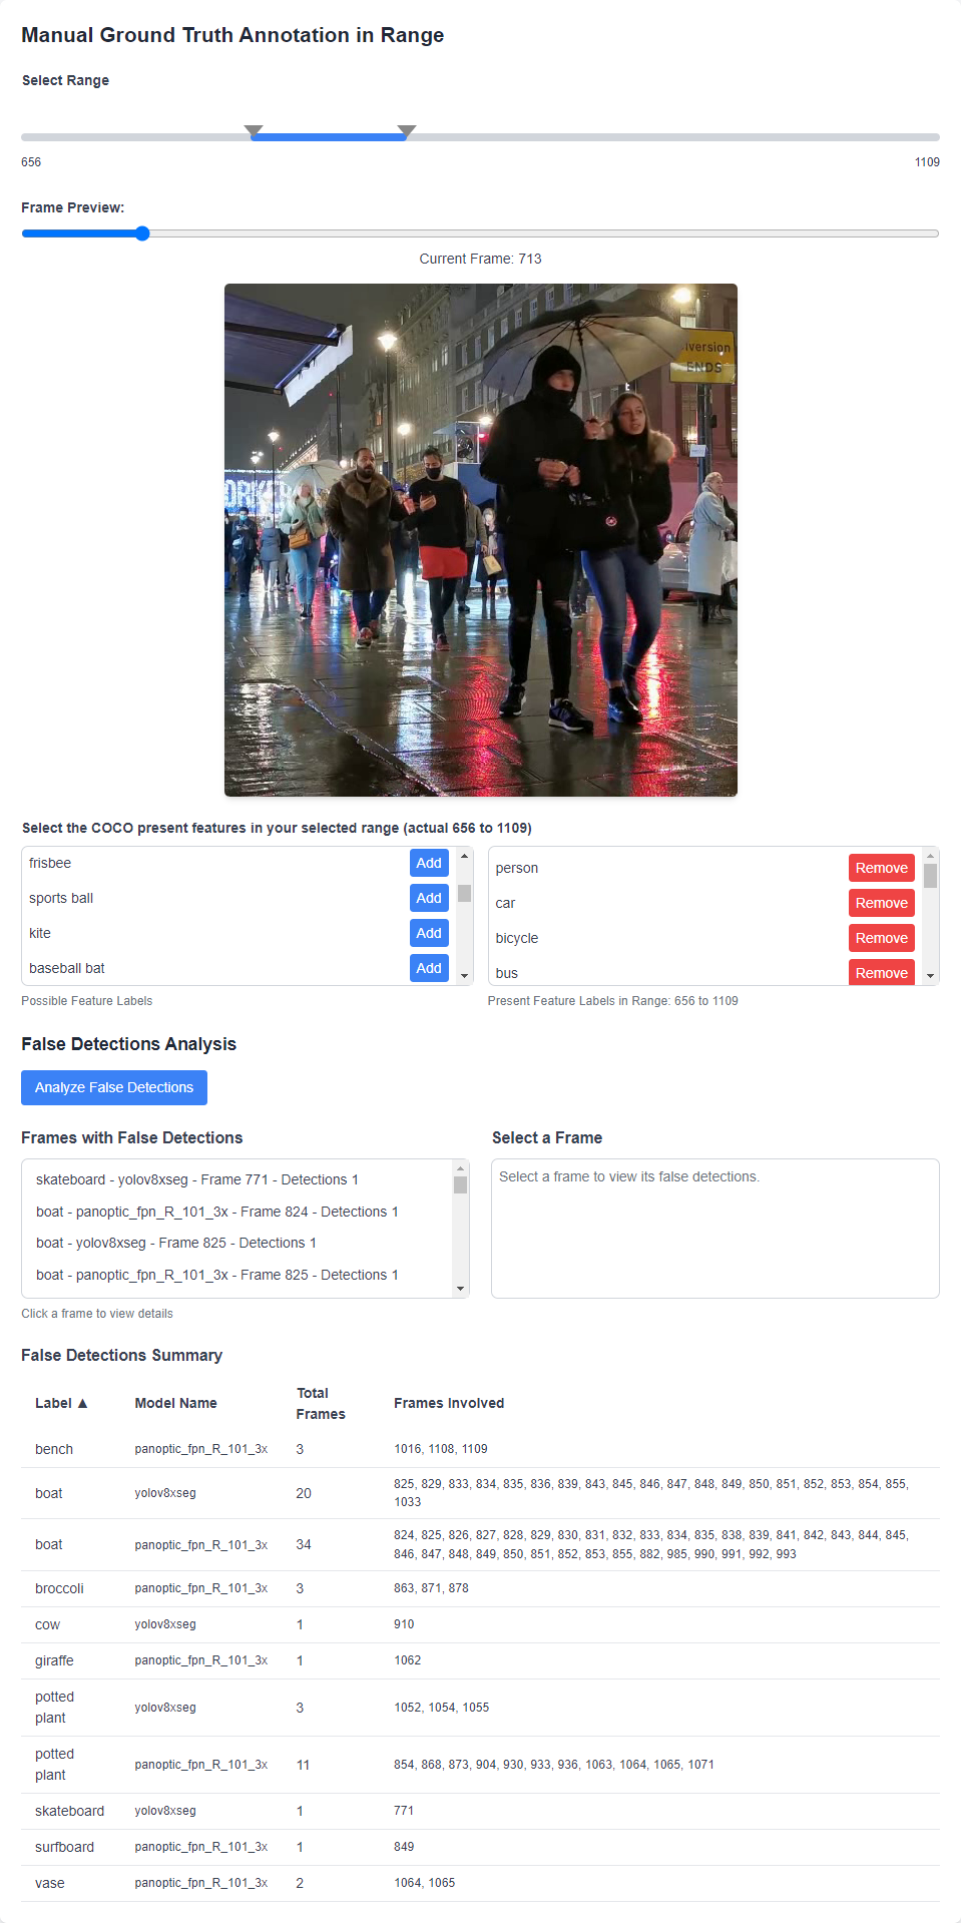 Manual Ground Truth Annotation in Range
Select Range
656
1109
Frame Preview:
Current Frame: 713
iversion
ENDS
Select the COCO present features in your selected range (actual 656 to 1109)
frisbee Add
sports ball Add
kite Add
baseball bat Add
Possible Feature Labels
person Remove
car Remove
bicycle Remove
bus Remove
Present Feature Labels in Range: 656 to 1109
False Detections Analysis
Analyze False Detections
Frames with False Detections
skateboard - yolov8xseg - Frame 771 - Detections 1
boat - panoptic_fpn_R_101_3x - Frame 824 - Detections 1
boat - yolov8xseg - Frame 825 - Detections 1
boat - panoptic_fpn_R_101_3x - Frame 825 - Detections 1
Click a frame to view details
Select a Frame
Select a frame to view its false detections.
False Detections Summary
Label ▲ Model Name Total Frames Frames Involved
bench panoptic_fpn_R_101_3x 3 1016, 1108, 1109
boat yolov8xseg 20 825, 829, 833, 834, 835, 836, 839, 843, 845, 846, 847, 848, 849, 850, 851, 852, 853, 854, 855,
1033
boat panoptic_fpn_R_101_3x 34 824, 825, 826, 827, 828, 829, 830, 831, 832, 833, 834, 835, 838, 839, 841, 842, 843, 844, 845,
846, 847, 848, 849, 850, 851, 852, 853, 855, 882, 985, 990, 991, 992, 993
broccoli panoptic_fpn_R_101_3x 3 863, 871, 878
cow yolov8xseg 1 910
giraffe panoptic_fpn_R_101_3x 1 1062
potted plant yolov8xseg 3 1052, 1054, 1055
potted plant panoptic_fpn_R_101_3x 11 854, 868, 873, 904, 930, 933, 936, 1063, 1064, 1065, 1071
skateboard yolov8xseg 1 771
surfboard panoptic_fpn_R_101_3x 1 849
vase panoptic_fpn_R_101_3x 2 1064, 1065